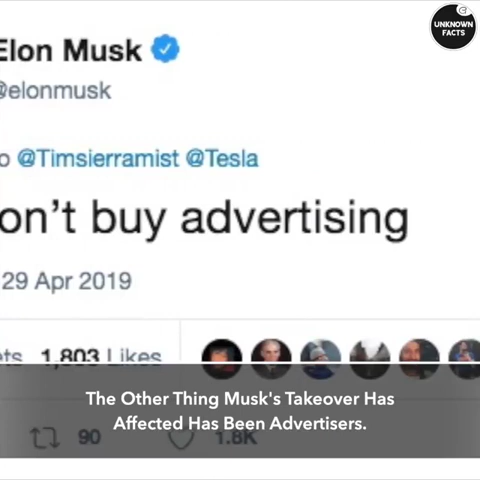 UNKNOWN
FACTS
Elon Musk
@elonmusk
@Timsierramist @Tesla
on't buy advertising
29 Apr 2019
1,803 Likes
The Other Thing Musk's Takeover Has
Affected Has Been Advertisers.
90 1.8K